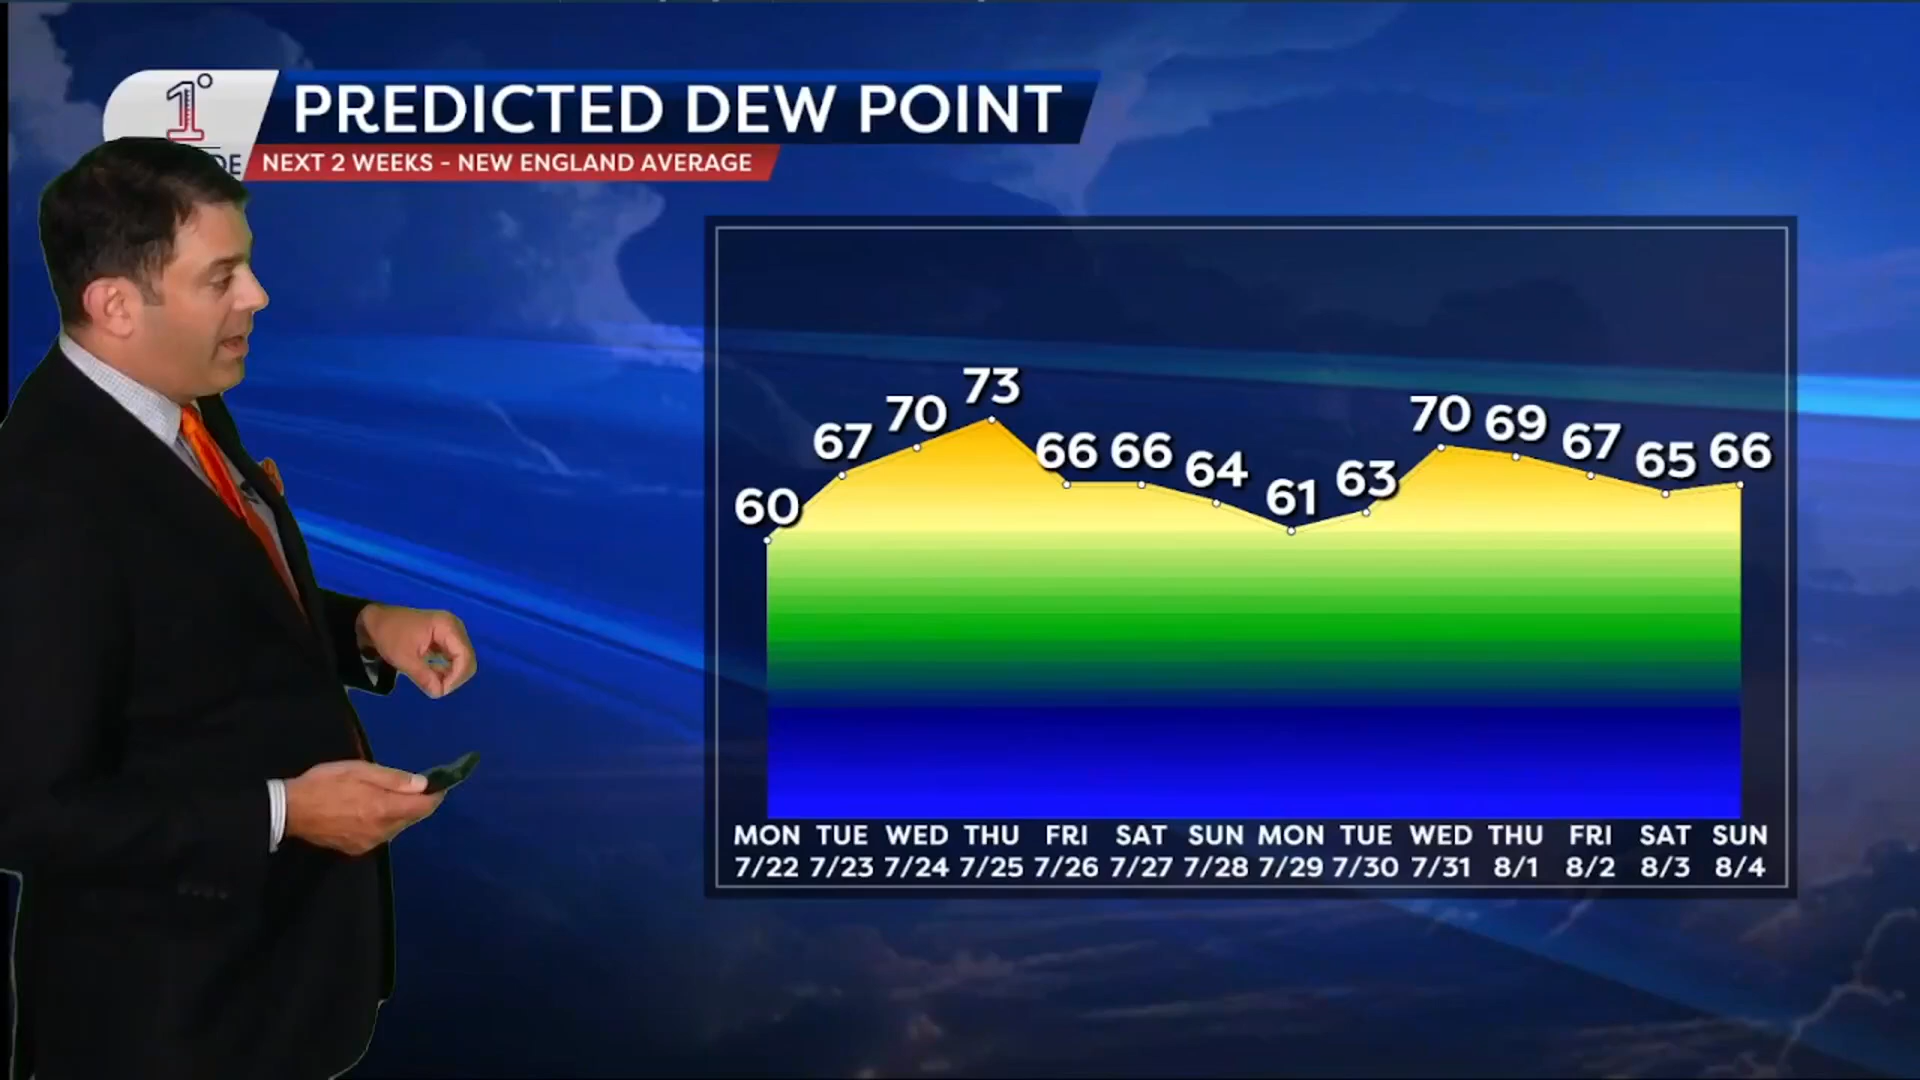 1°
PREDICTED DEW POINT
NEXT 2 WEEKS - NEW ENGLAND AVERAGE
60 67 70 73 66 66 64 61 63 70 69 67 65 66
MON TUE WED THU FRI SAT SUN MON TUE WED THU FRI SAT SUN
7/22 7/23 7/24 7/25 7/26 7/27 7/28 7/29 7/30 7/31 8/1 8/2 8/3 8/4